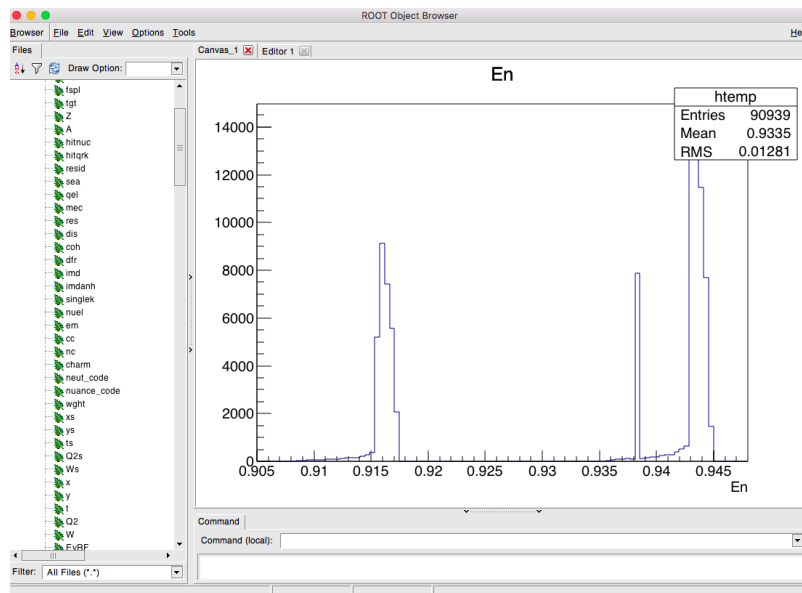 ROOT Object Browser
Browser File Edit View Options Tools He
Files
Canvas_1 Editor 1
Draw Option:
fspl
tgt
Z
A
hitnuc
hitqrk
resid
sea
qel
mec
res
dis
coh
dfr
imd
imdanh
singlek
nuel
em
cc
nc
charm
neut_code
nuance_code
wght
xs
ys
ts
Q2s
Ws
x
y
t
Q2
W
EvRF
Filter: All Files (*.*)
En
htemp
Entries 90939
Mean 0.9335
RMS 0.01281
14000
12000
10000
8000
6000
4000
2000
0
0.905 0.91 0.915 0.92 0.925 0.93 0.935 0.94 0.945
En
Command
Command (local):